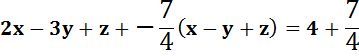 2x − 3y + z + −7/4(x − y + z) = 4 + 7/4